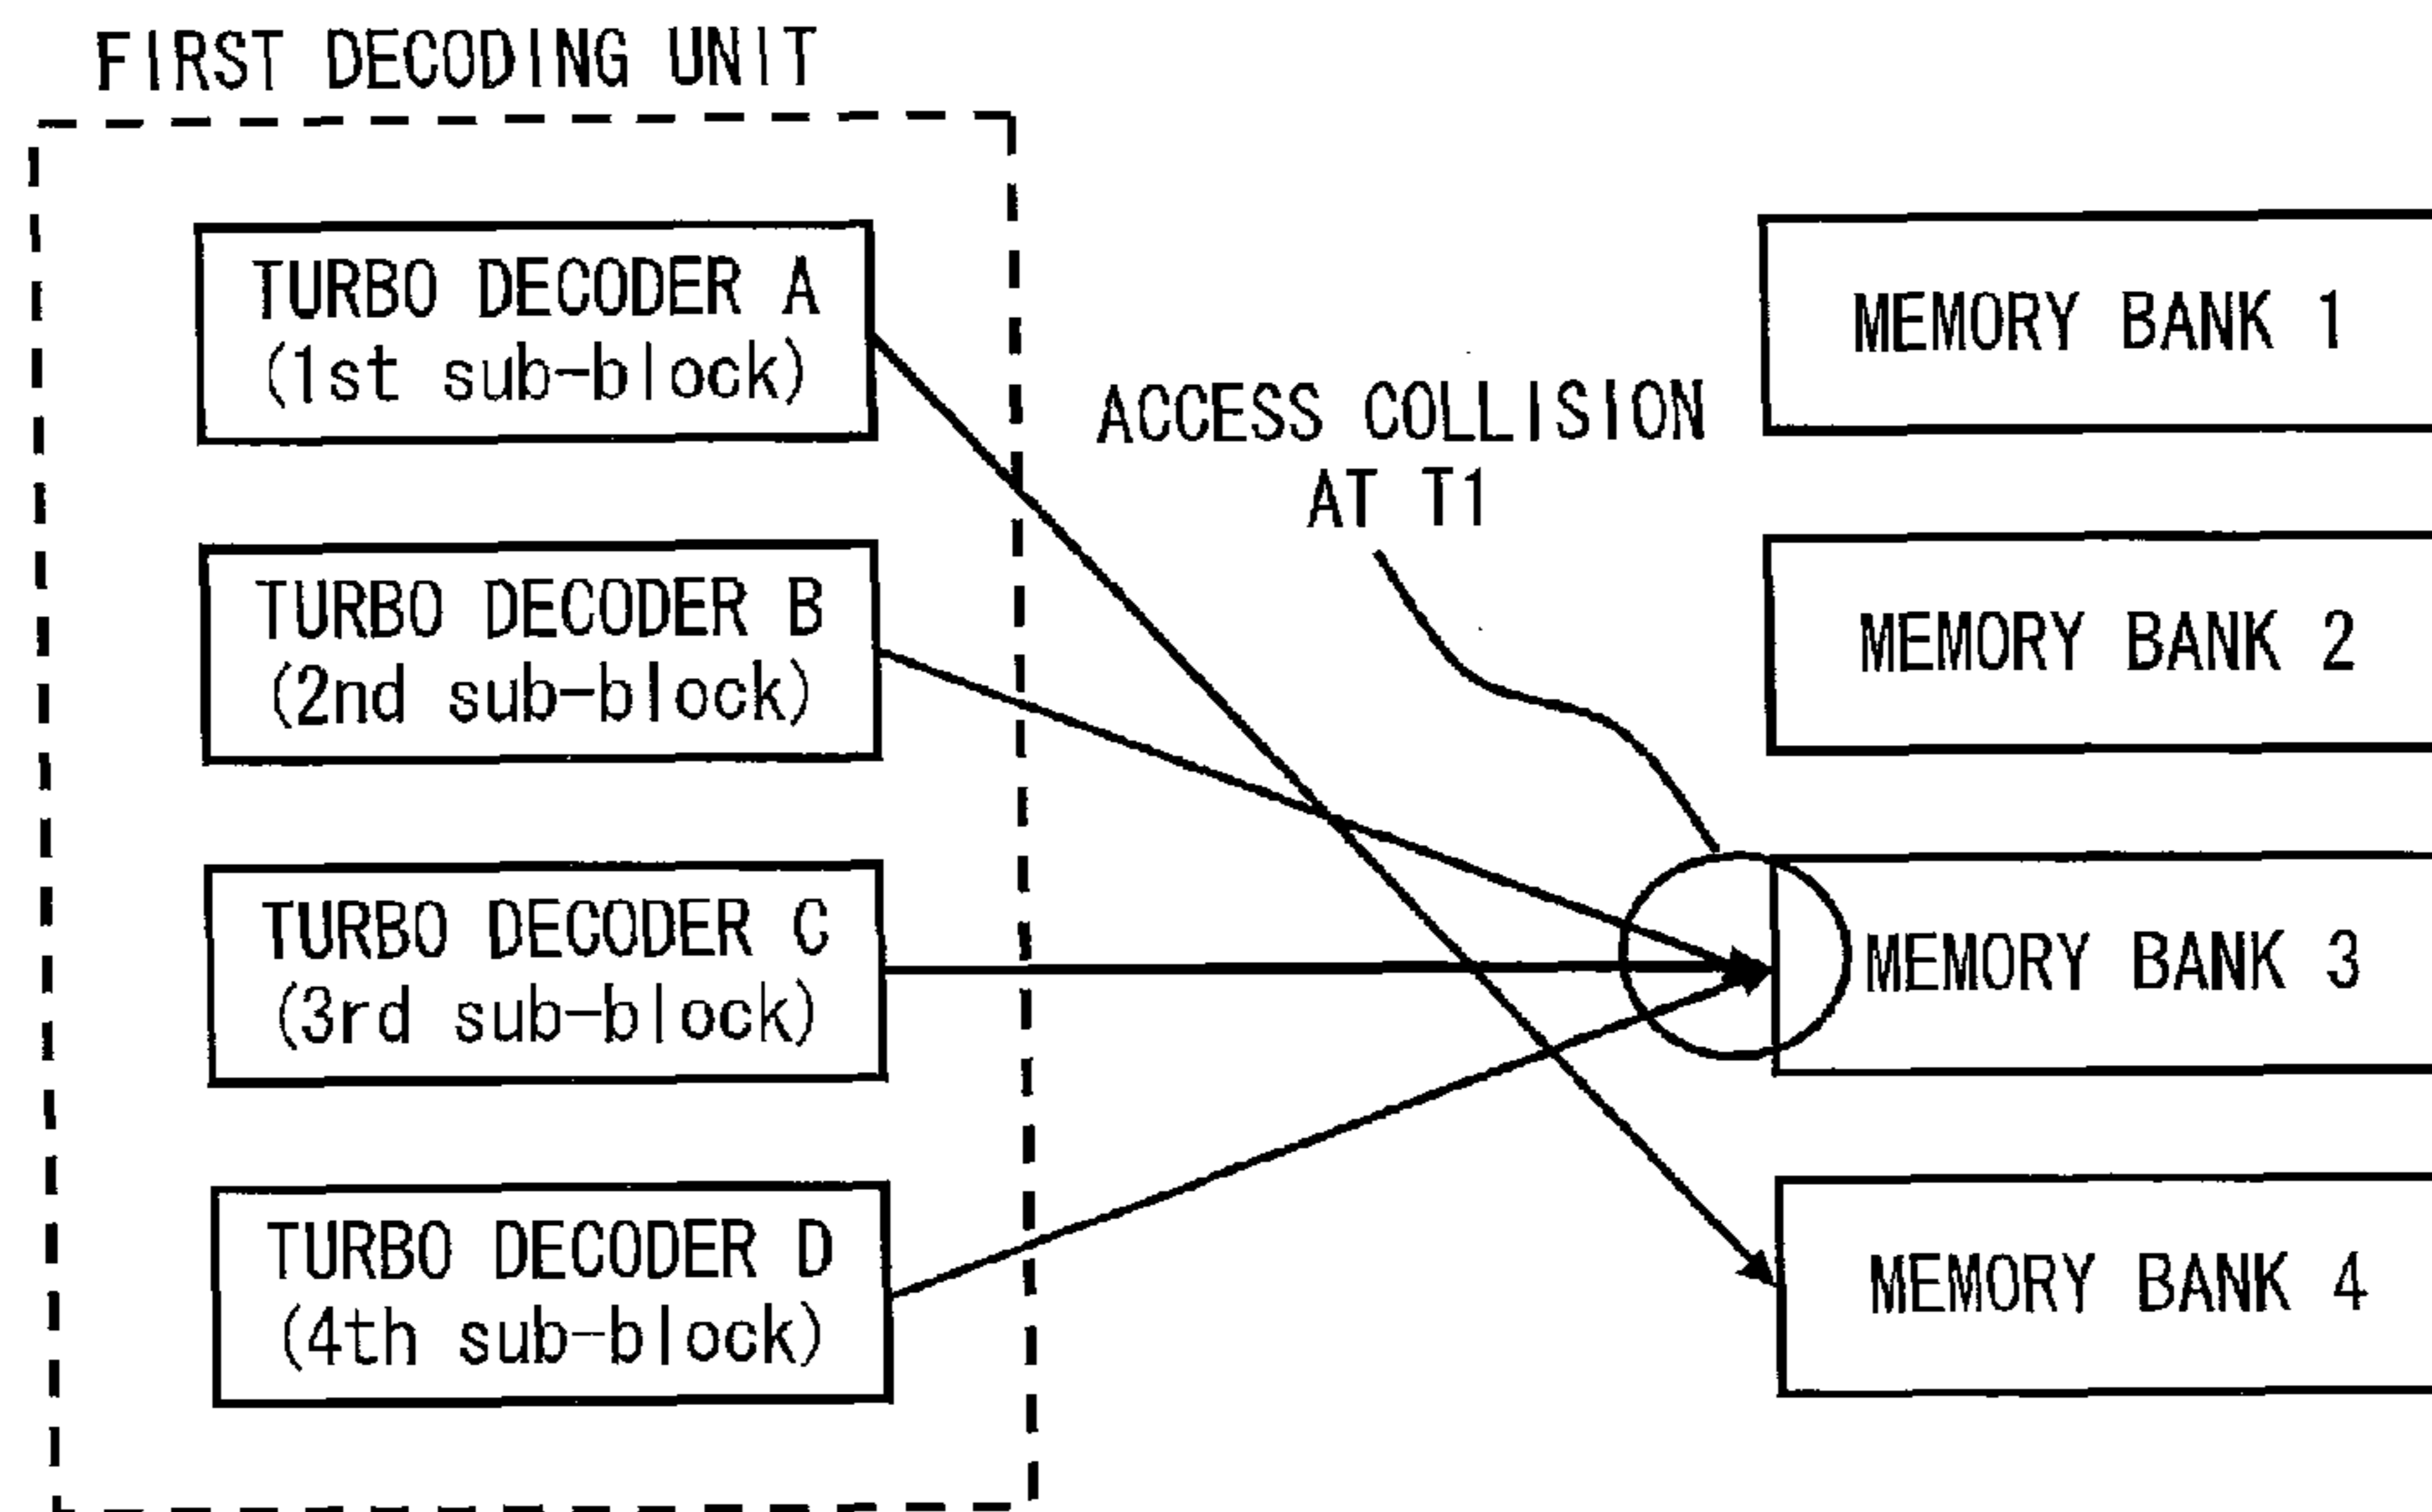 FIRST DECODING UNIT
TURBO DECODER A
(1st sub-block)
TURBO DECODER B
(2nd sub-block)
TURBO DECODER C
(3rd sub-block)
TURBO DECODER D
(4th sub-block)
ACCESS COLLISION
AT T1
MEMORY BANK 1
MEMORY BANK 2
MEMORY BANK 3
MEMORY BANK 4